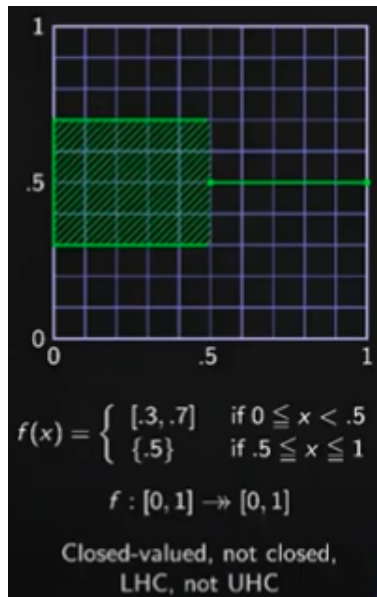 1
.5
0
0 .5 1
f(x) = { [.3, .7] if 0 ≦ x < .5
{.5} if .5 ≦ x ≦ 1
f : [0, 1] ↠ [0, 1]
Closed-valued, not closed,
LHC, not UHC